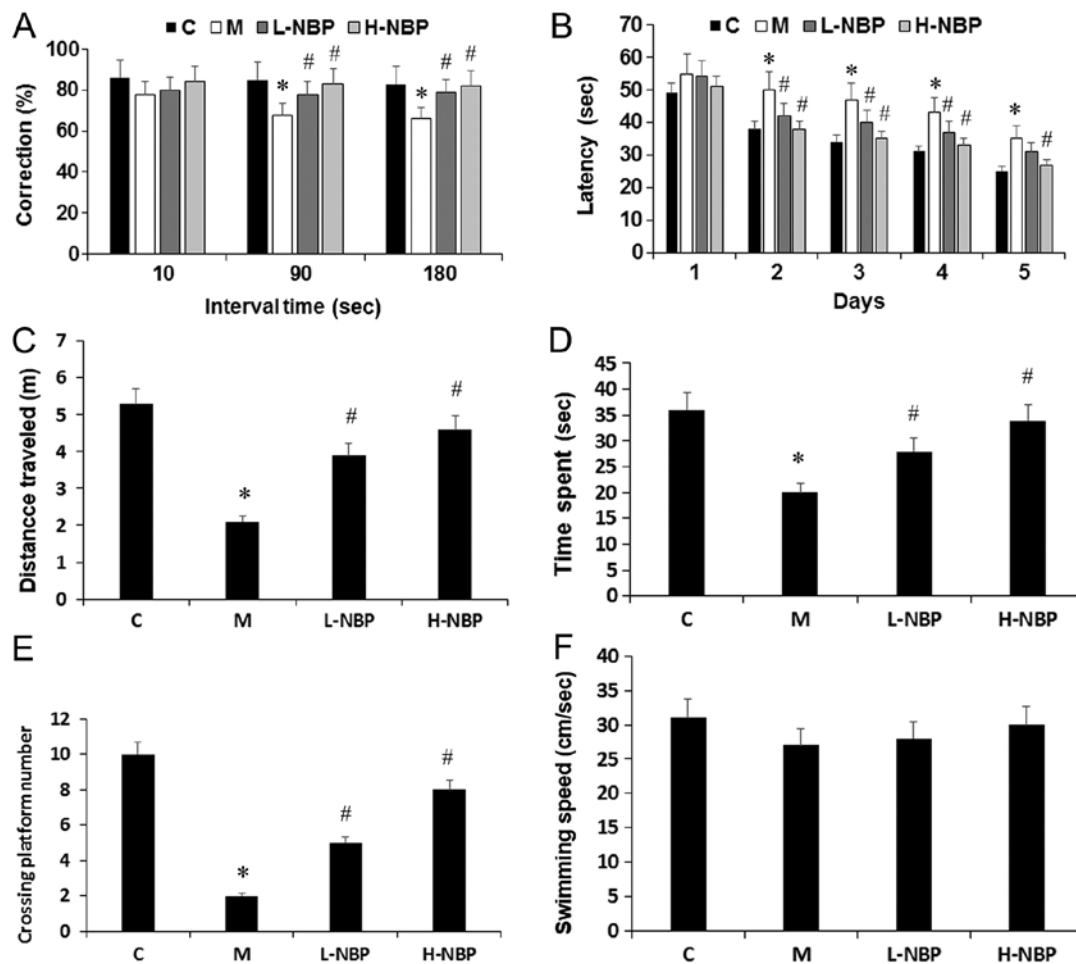 A
C M L-NBP H-NBP
100
80
60
40
20
0
Correction (%)
# # # #
* *
10 90 180
Interval time (sec)
B
C M L-NBP H-NBP
70
60
50
40
30
20
10
0
Latency (sec)
* * * *
# # # # # # #
1 2 3 4 5
Days
C
7
6
5
4
3
2
1
0
Distancce traveled (m)
* # #
C M L-NBP H-NBP
D
45
40
35
30
25
20
15
10
5
0
Time spent (sec)
* # #
C M L-NBP H-NBP
E
12
10
8
6
4
2
0
Crossing platform number
* # #
C M L-NBP H-NBP
F
40
35
30
25
20
15
10
5
0
Swimming speed (cm/sec)
C M L-NBP H-NBP